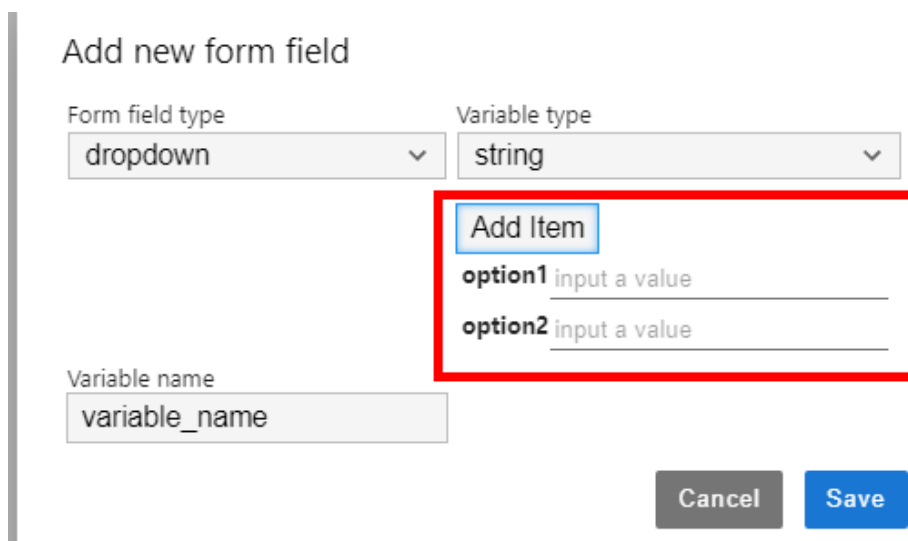 Add new form field
Form field type
Variable type
dropdown
string
Add Item
option1 input a value
option2 input a value
Variable name
variable_name
Cancel
Save